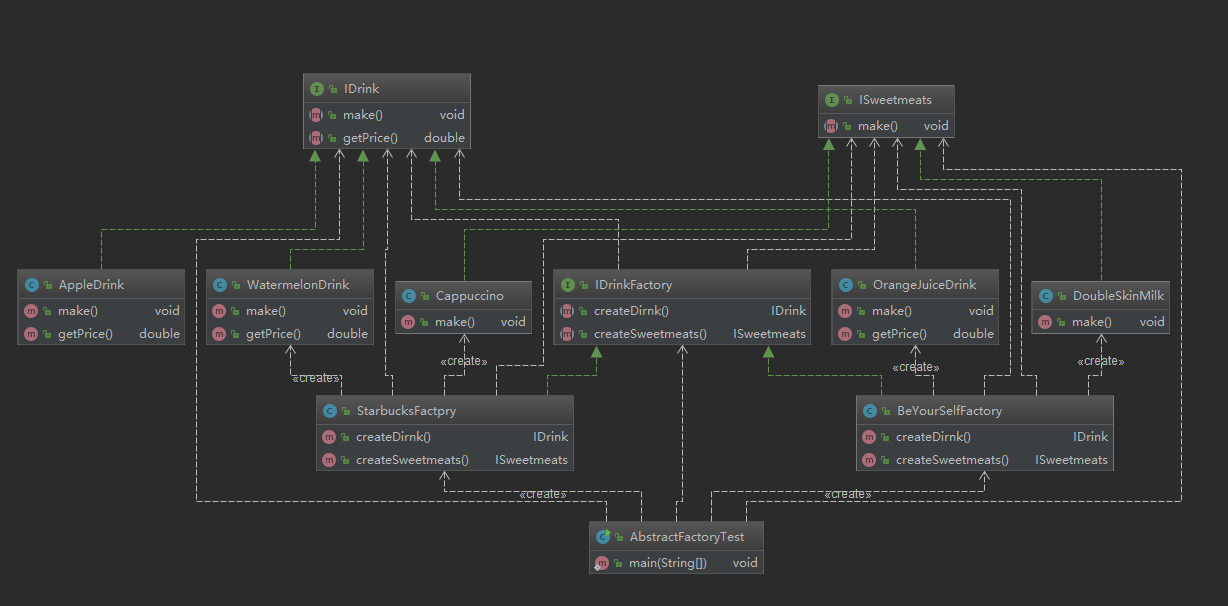 IDrink
make() void
getPrice() double
ISweetmeats
make() void
AppleDrink
make() void
getPrice() double
WatermelonDrink
make() void
getPrice() double
Cappuccino
make() void
IDrinkFactory
createDirnk() IDrink
createSweetmeats() ISweetmeats
OrangeJuiceDrink
make() void
getPrice() double
DoubleSkinMilk
make() void
«create»
«create»
«create»
«create»
StarbucksFactpry
createDirnk() IDrink
createSweetmeats() ISweetmeats
BeYourSelfFactory
createDirnk() IDrink
createSweetmeats() ISweetmeats
«create»
«create»
AbstractFactoryTest
main(String[]) void